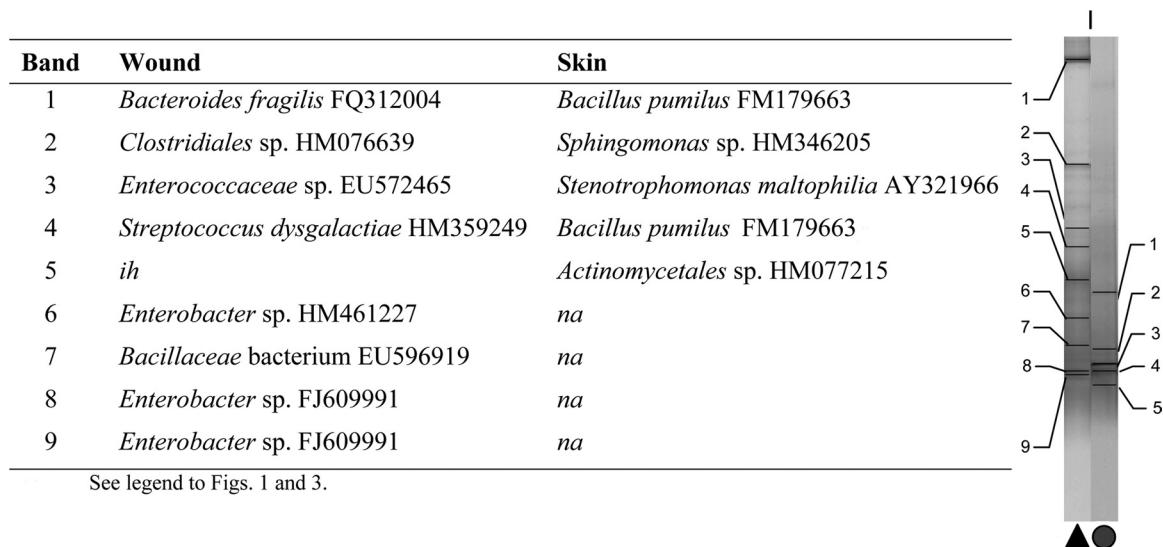 Band Wound Skin
1 Bacteroides fragilis FQ312004 Bacillus pumilus FM179663
2 Clostridiales sp. HM076639 Sphingomonas sp. HM346205
3 Enterococcaceae sp. EU572465 Stenotrophomonas maltophilia AY321966
4 Streptococcus dysgalactiae HM359249 Bacillus pumilus FM179663
5 ih Actinomycetales sp. HM077215
6 Enterobacter sp. HM461227 na
7 Bacillaceae bacterium EU596919 na
8 Enterobacter sp. FJ609991 na
9 Enterobacter sp. FJ609991 na
See legend to Figs. 1 and 3.
I
1
2
3
4
5
6
7
8
9
1
2
3
4
5